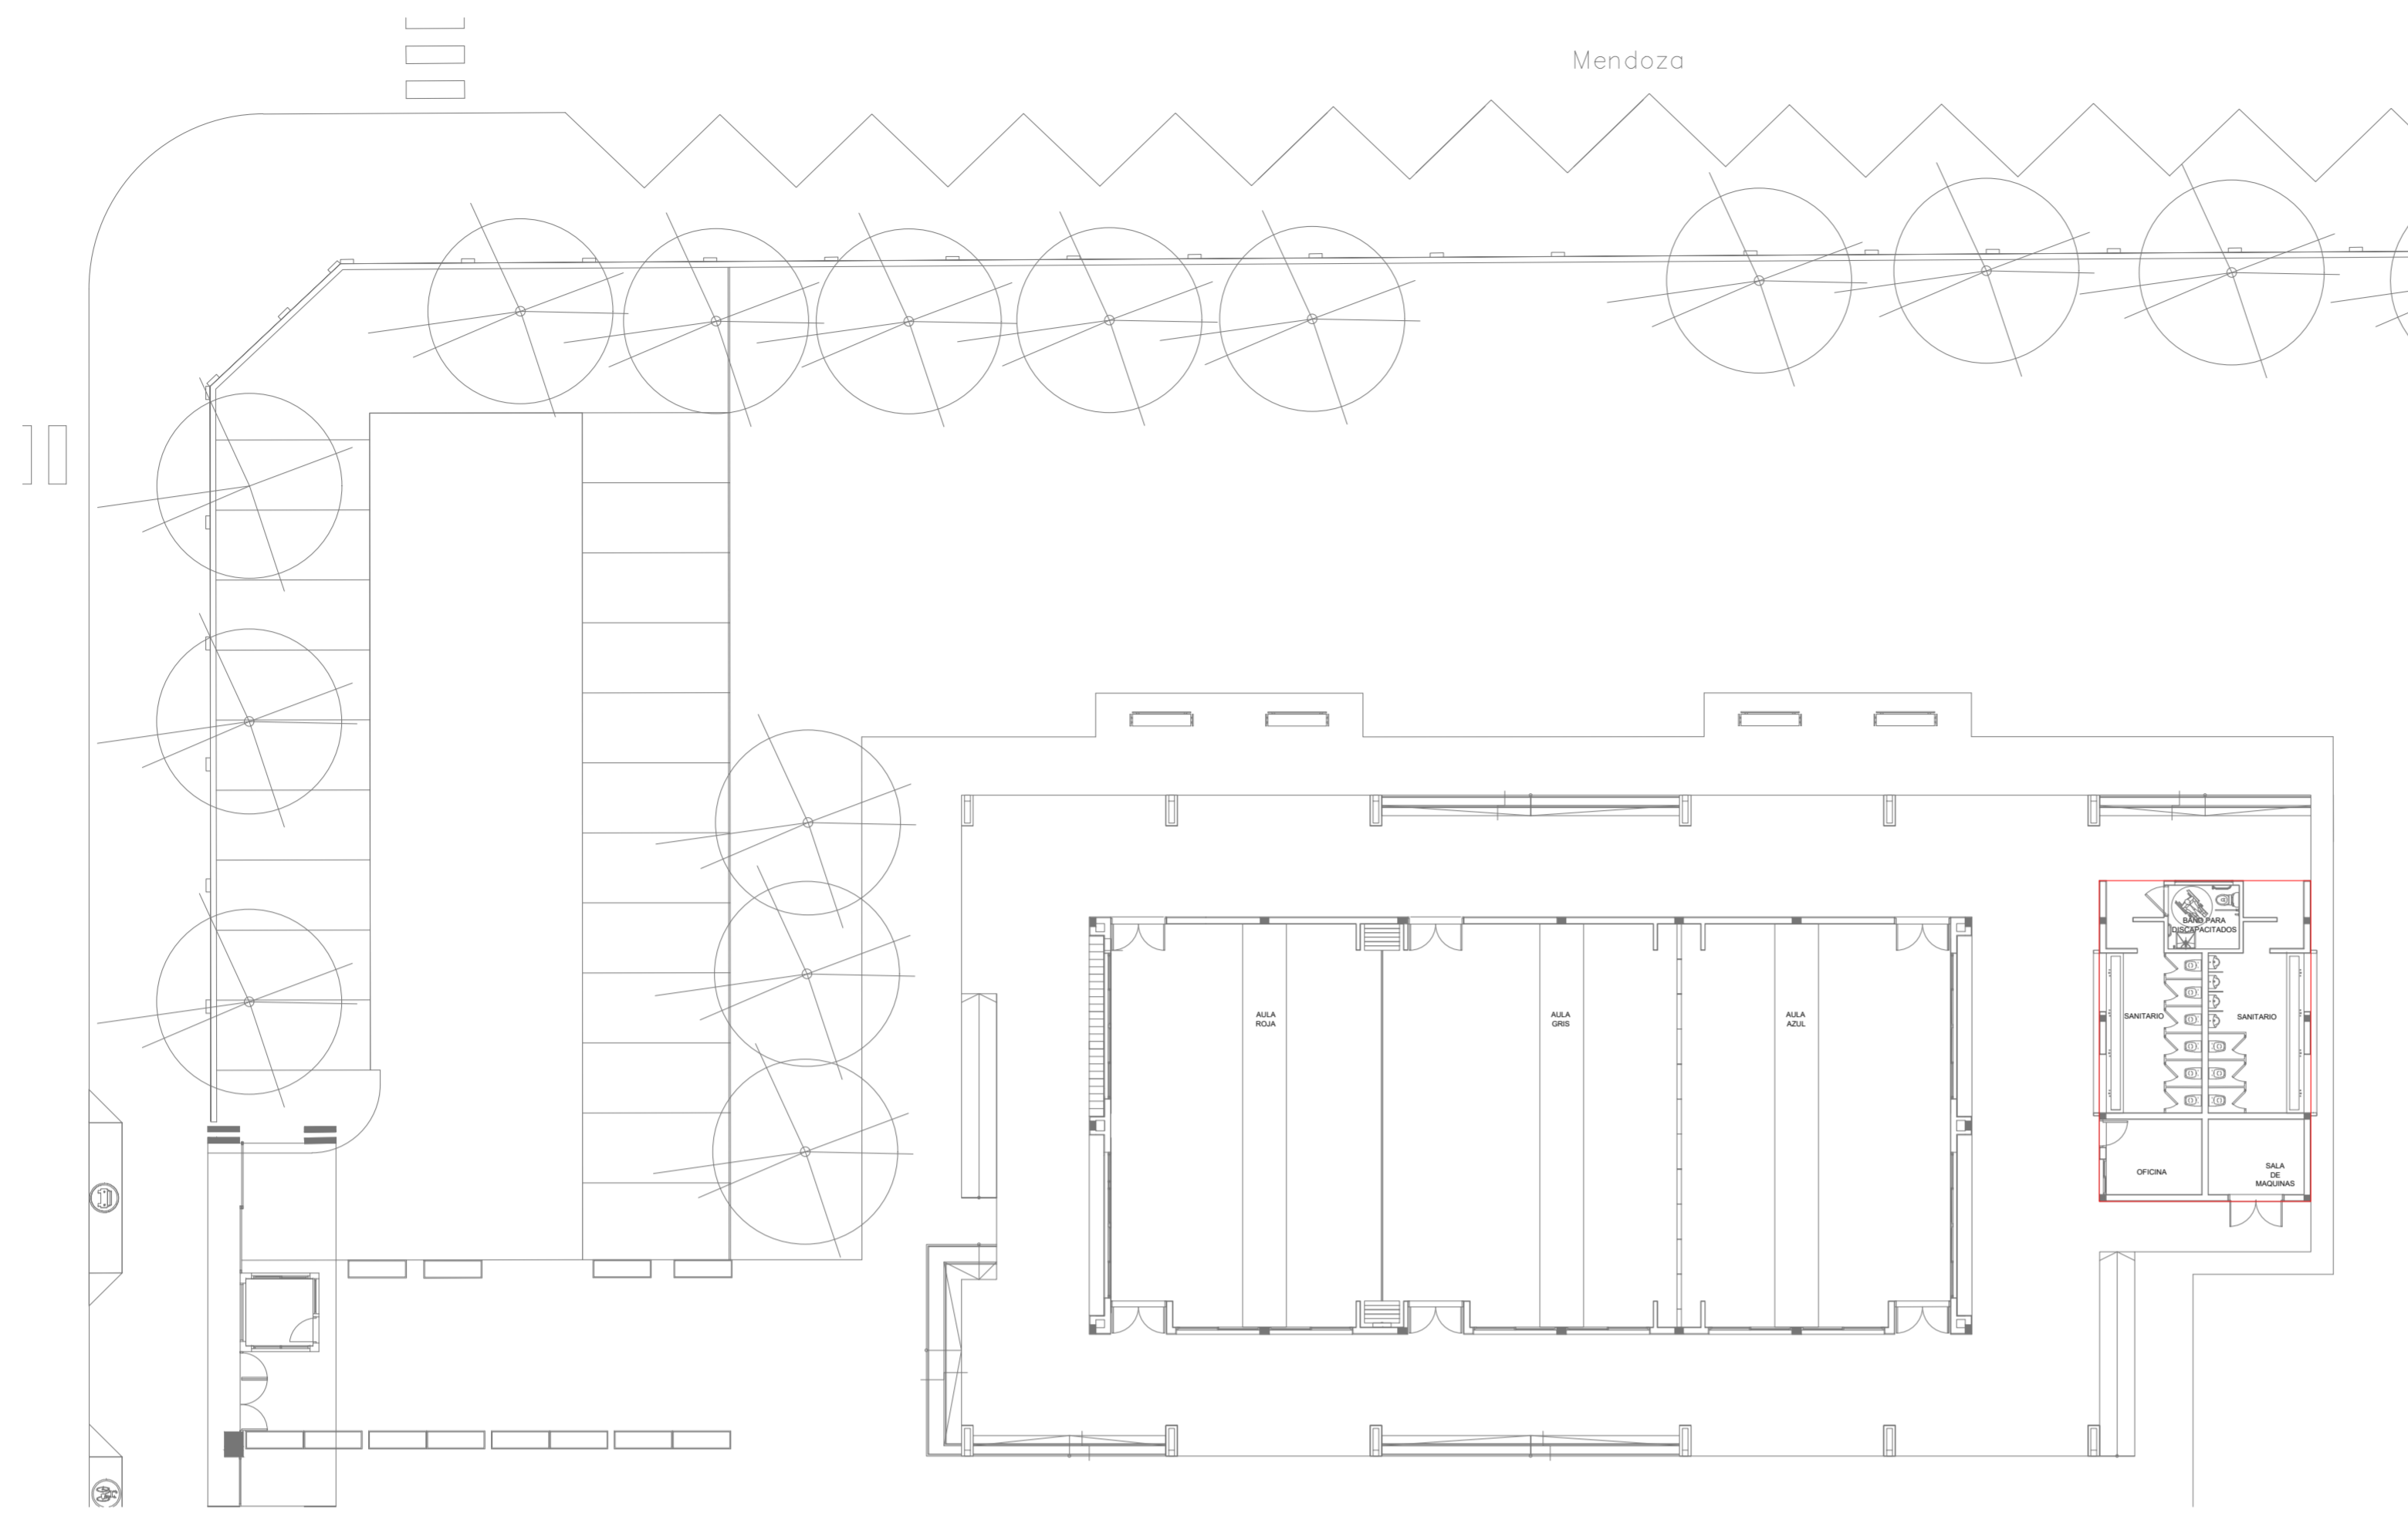 Mendoza
BAÑO PARA
DISCAPACITADOS
AULA
ROJA
AULA
GRIS
AULA
AZUL
SANITARIO
SANITARIO
OFICINA
SALA
DE
MAQUINAS